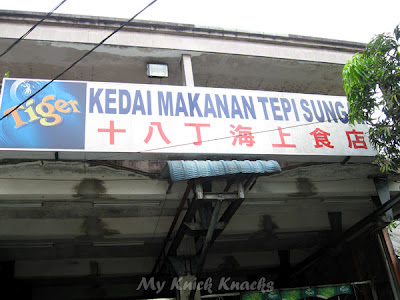 Tiger
KEDAI MAKANAN TEPI SUNG
十八丁海上食店
My Knick Knacks